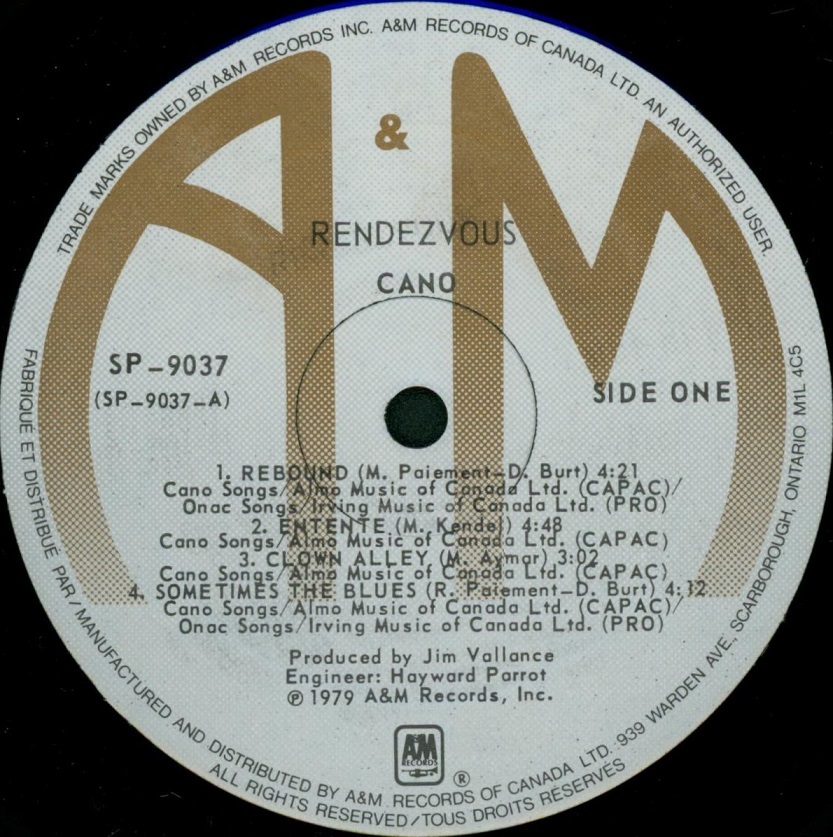 TRADE MARKS OWNED BY A&M RECORDS INC. A&M RECORDS OF CANADA LTD. AN AUTHORIZED USER.
A & M
RENDEZVOUS
CANO
SP-9037
(SP-9037-A)
SIDE ONE
1. REBOUND (M. Paiement-D. Burt) 4:21
Cano Songs/Almo Music of Canada Ltd. (CAPAC)/
Onac Songs/Irving Music of Canada Ltd. (PRO)
2. ENTENTE (M. Kendel) 4:48
Cano Songs/Almo Music of Canada Ltd. (CAPAC)
3. CLOWN ALLEY (M. Aymar) 3:02
Cano Songs/Almo Music of Canada Ltd. (CAPAC)
4. SOMETIMES THE BLUES (R. Paiement-D. Burt) 4:12
Cano Songs/Almo Music of Canada Ltd. (CAPAC)/
Onac Songs/Irving Music of Canada Ltd. (PRO)
Produced by Jim Vallance
Engineer: Hayward Parrot
℗ 1979 A&M Records, Inc.
A&M
RECORDS
®
FABRIQUÉ ET DISTRIBUÉ PAR/MANUFACTURED AND DISTRIBUTED BY A&M RECORDS OF CANADA LTD. 939 WARDEN AVE., SCARBOROUGH, ONTARIO M1L 4C5
ALL RIGHTS RESERVED/TOUS DROITS RÉSERVÉS